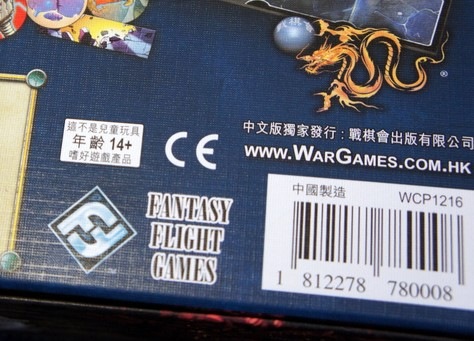 ®
這不是兒童玩具
年齡 14+
嗜好遊戲產品
CE
中文版獨家發行：戰棋會出版有限公司
WWW.WARGAMES.COM.HK
FANTASY
FLIGHT
GAMES
中國製造 WCP1216
1 812278 780008